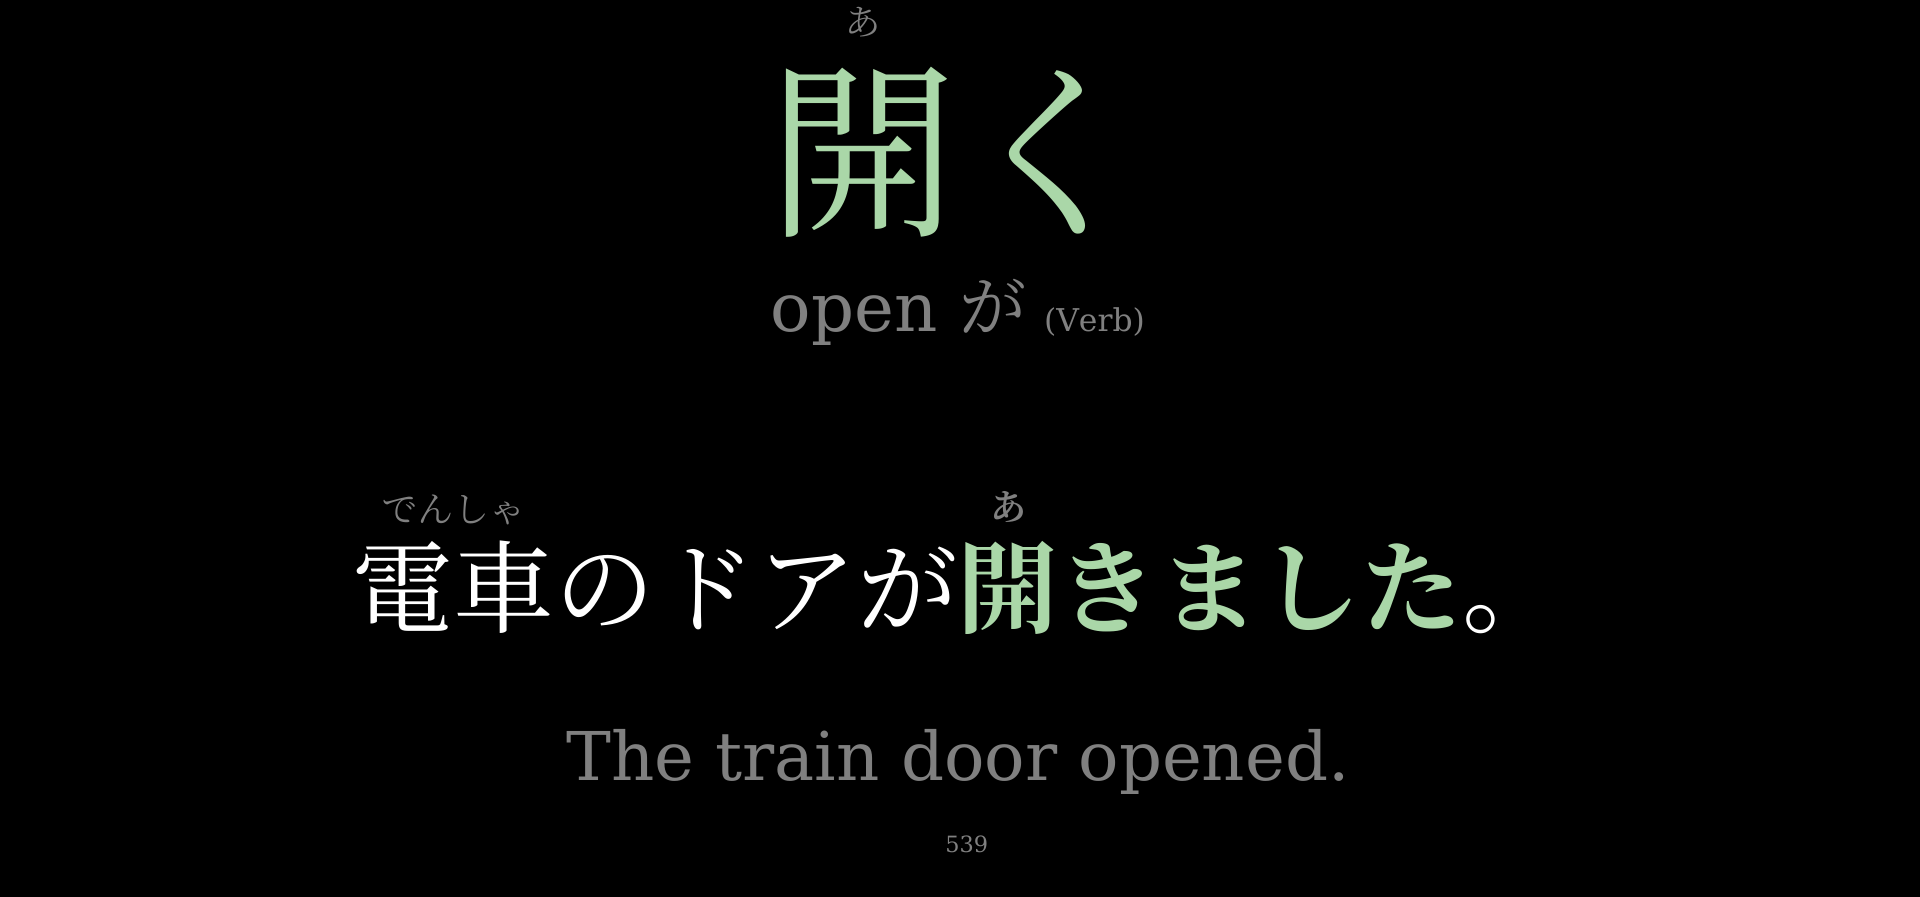 あ
開く
open が (Verb)
でんしゃ あ
電車のドアが開きました。
The train door opened.
539